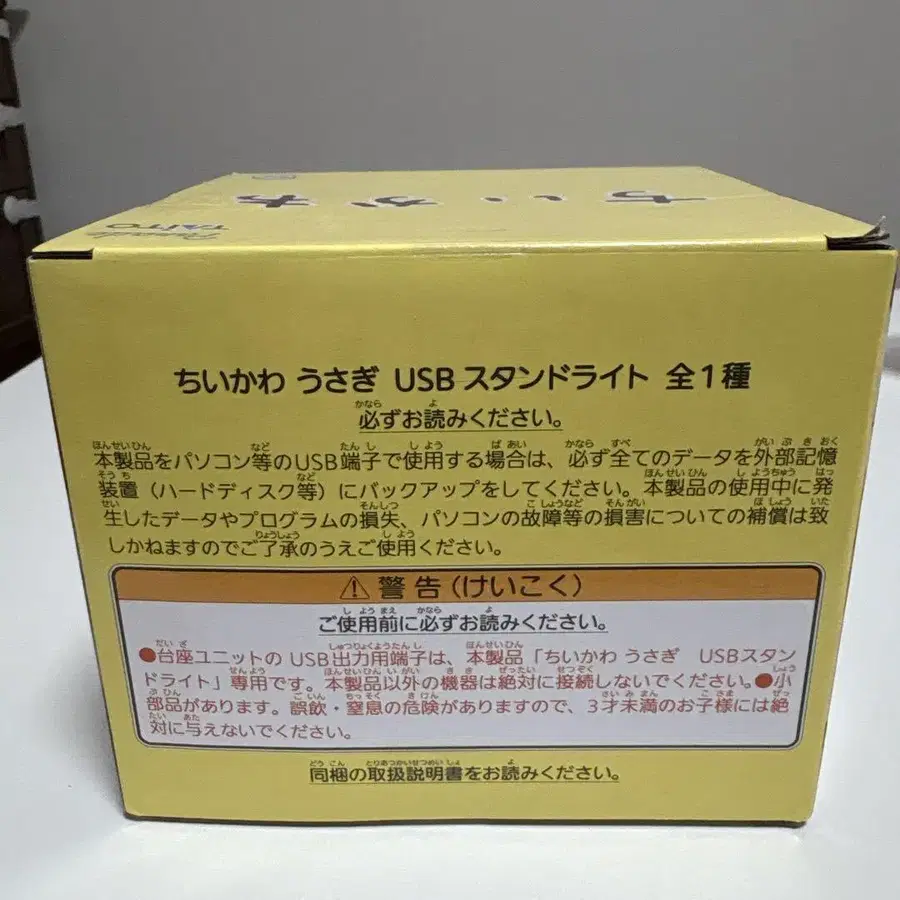 ちいかわ
TAITO
ちいかわ うさぎ USBスタンドライト 全1種
必ずお読みください。
本製品をパソコン等のUSB端子で使用する場合は、必ず全てのデータを外部記憶
装置（ハードディスク等）にバックアップをしてください。本製品の使用中に発
生したデータやプログラムの損失、パソコンの故障等の損害についての補償は致
しかねますのでご了承のうえご使用ください。
⚠警告（けいこく）
ご使用前に必ずお読みください。
●台座ユニットのUSB出力用端子は、本製品「ちいかわ うさぎ USBスタン
ドライト」専用です。本製品以外の機器は絶対に接続しないでください。●小
部品があります。誤飲・窒息の危険がありますので、3才未満のお子様には絶
対に与えないでください。
同梱の取扱説明書をお読みください。